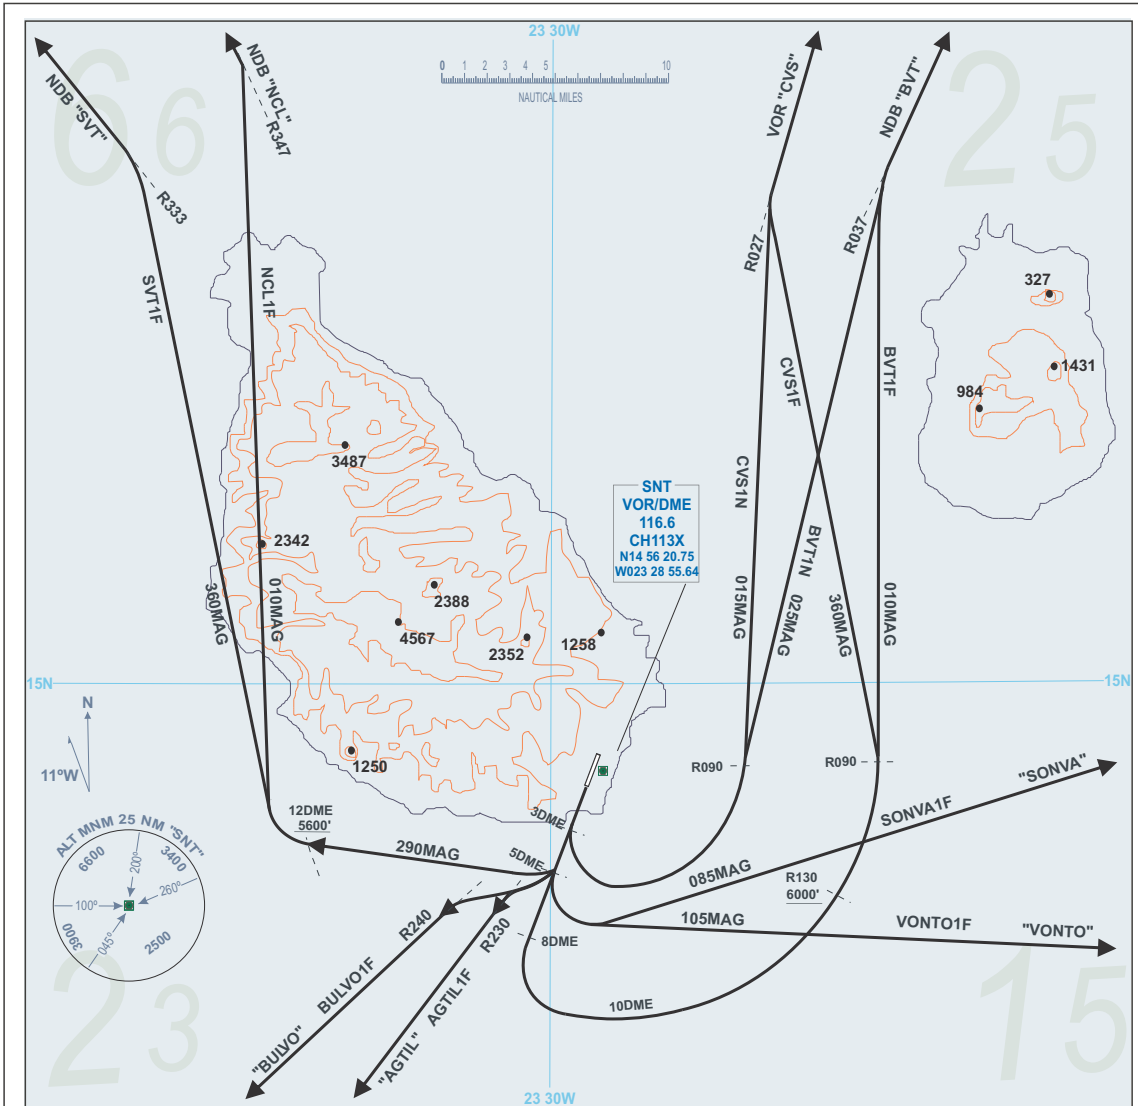 23 30W
NDB "SVT"
NDB "NCL"
R347
R333
0 1 2 3 4 5 10
NAUTICAL MILES
VOR "CVS"
NDB "BVT"
66
25
R027
R037
SVT1F
NCL1F
CVS1F
BVT1F
CVS1N
BVT1N
327
1431
984
3487
2342
2388
4567
2352
1258
1250
SNT
VOR/DME
116.6
CH113X
N14 56 20.75
W023 28 55.64
360MAG
010MAG
015MAG
025MAG
360MAG
010MAG
15N
15N
N
11ºW
R090
R090
12DME
5600'
3DME
5DME
290MAG
"SONVA"
SONVA1F
085MAG
R130
6000'
105MAG
VONTO1F
"VONTO"
8DME
10DME
R240
R230
BULVO1F
"BULVO"
AGTIL1F
"AGTIL"
ALT MNM 25 NM "SNT"
6600
3400
200º
260º
100º
045º
3900
2500
23
15
23 30W